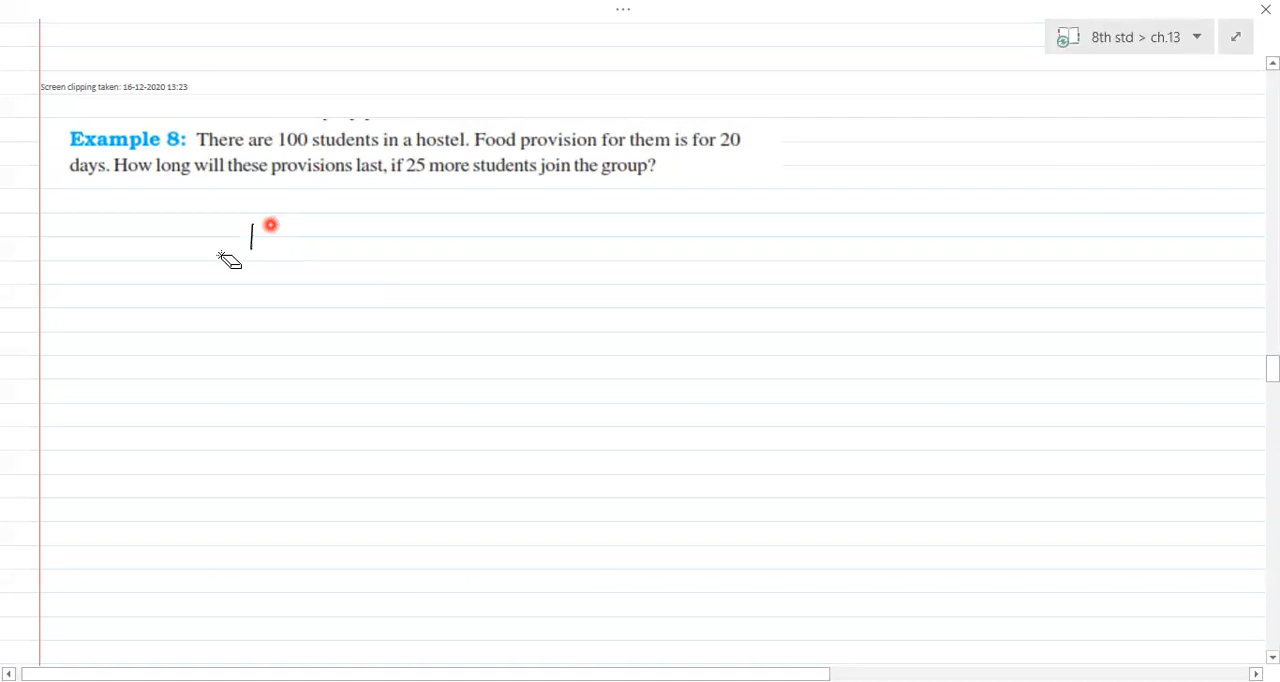 8th std > ch.13
Screen clipping taken: 16-12-2020 13:23
Example 8: There are 100 students in a hostel. Food provision for them is for 20
days. How long will these provisions last, if 25 more students join the group?